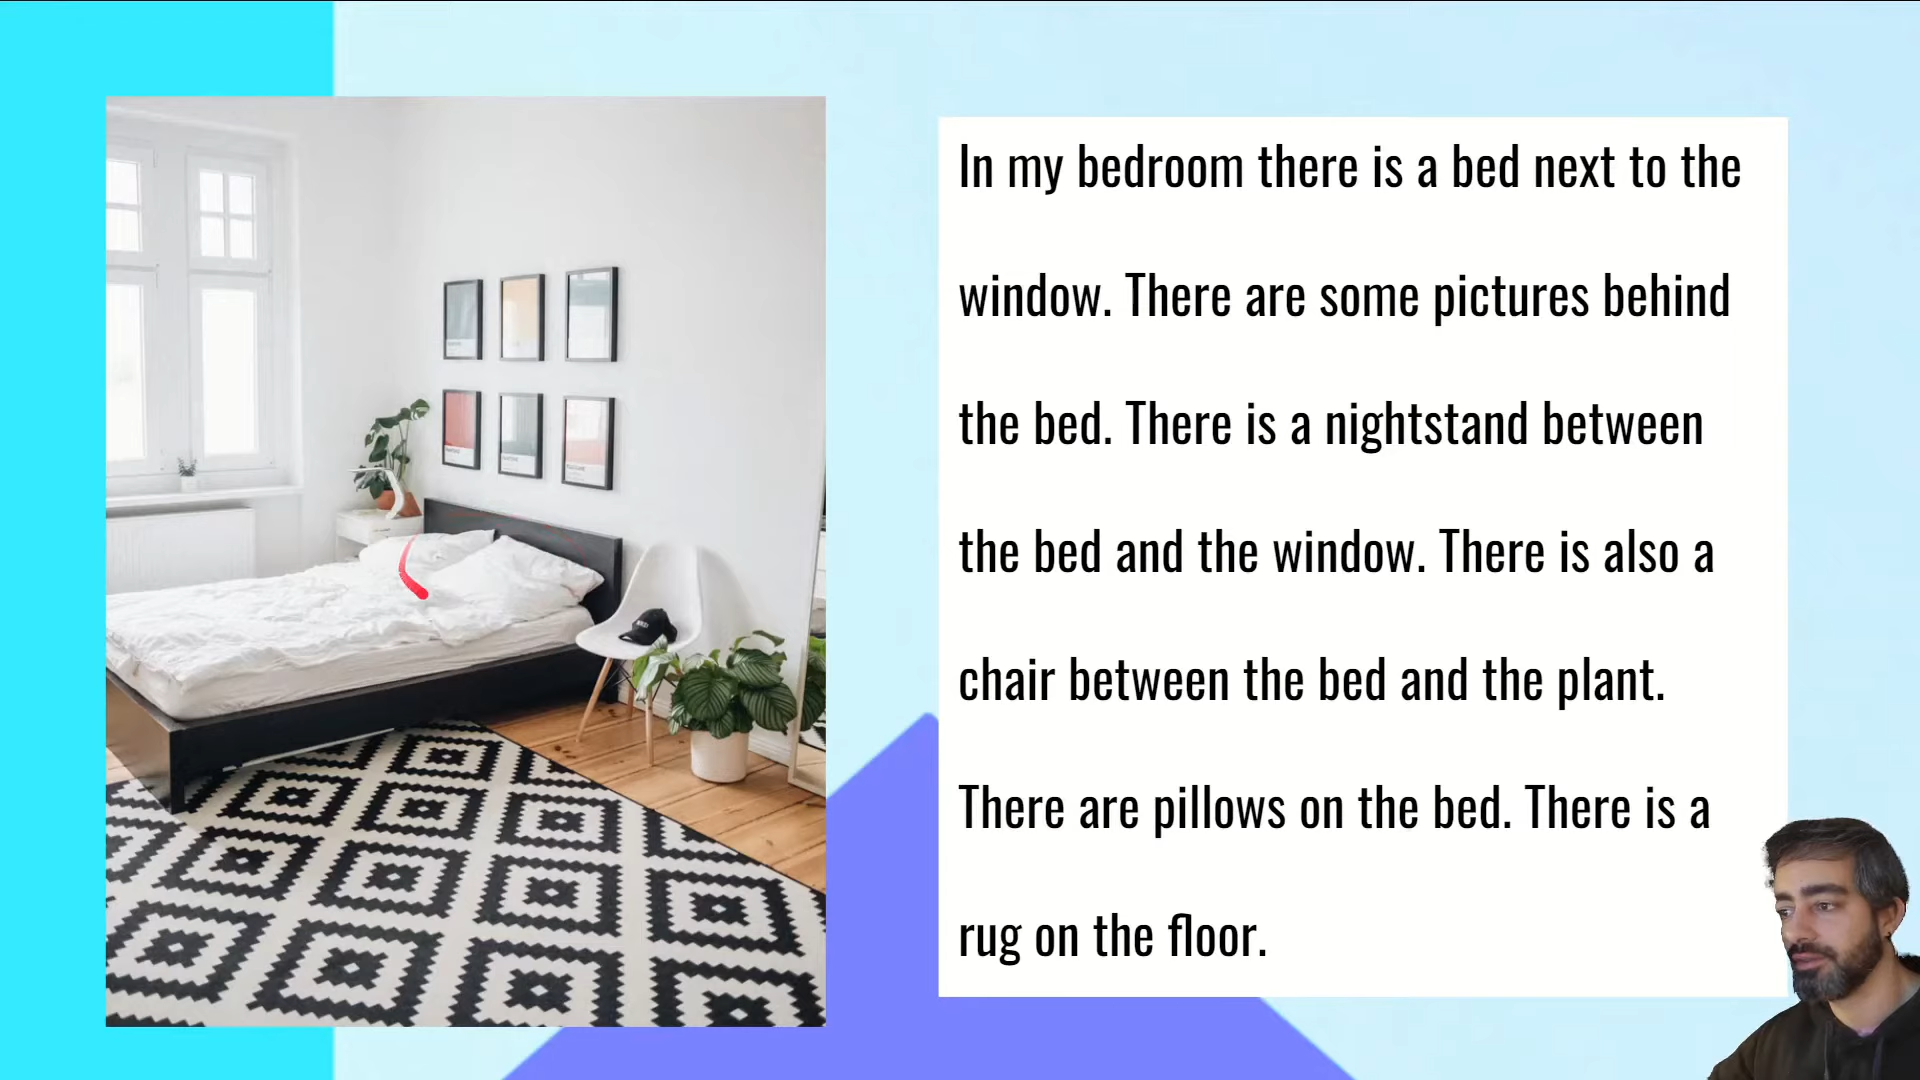 In my bedroom there is a bed next to the
window. There are some pictures behind
the bed. There is a nightstand between
the bed and the window. There is also a
chair between the bed and the plant.
There are pillows on the bed. There is a
rug on the floor.